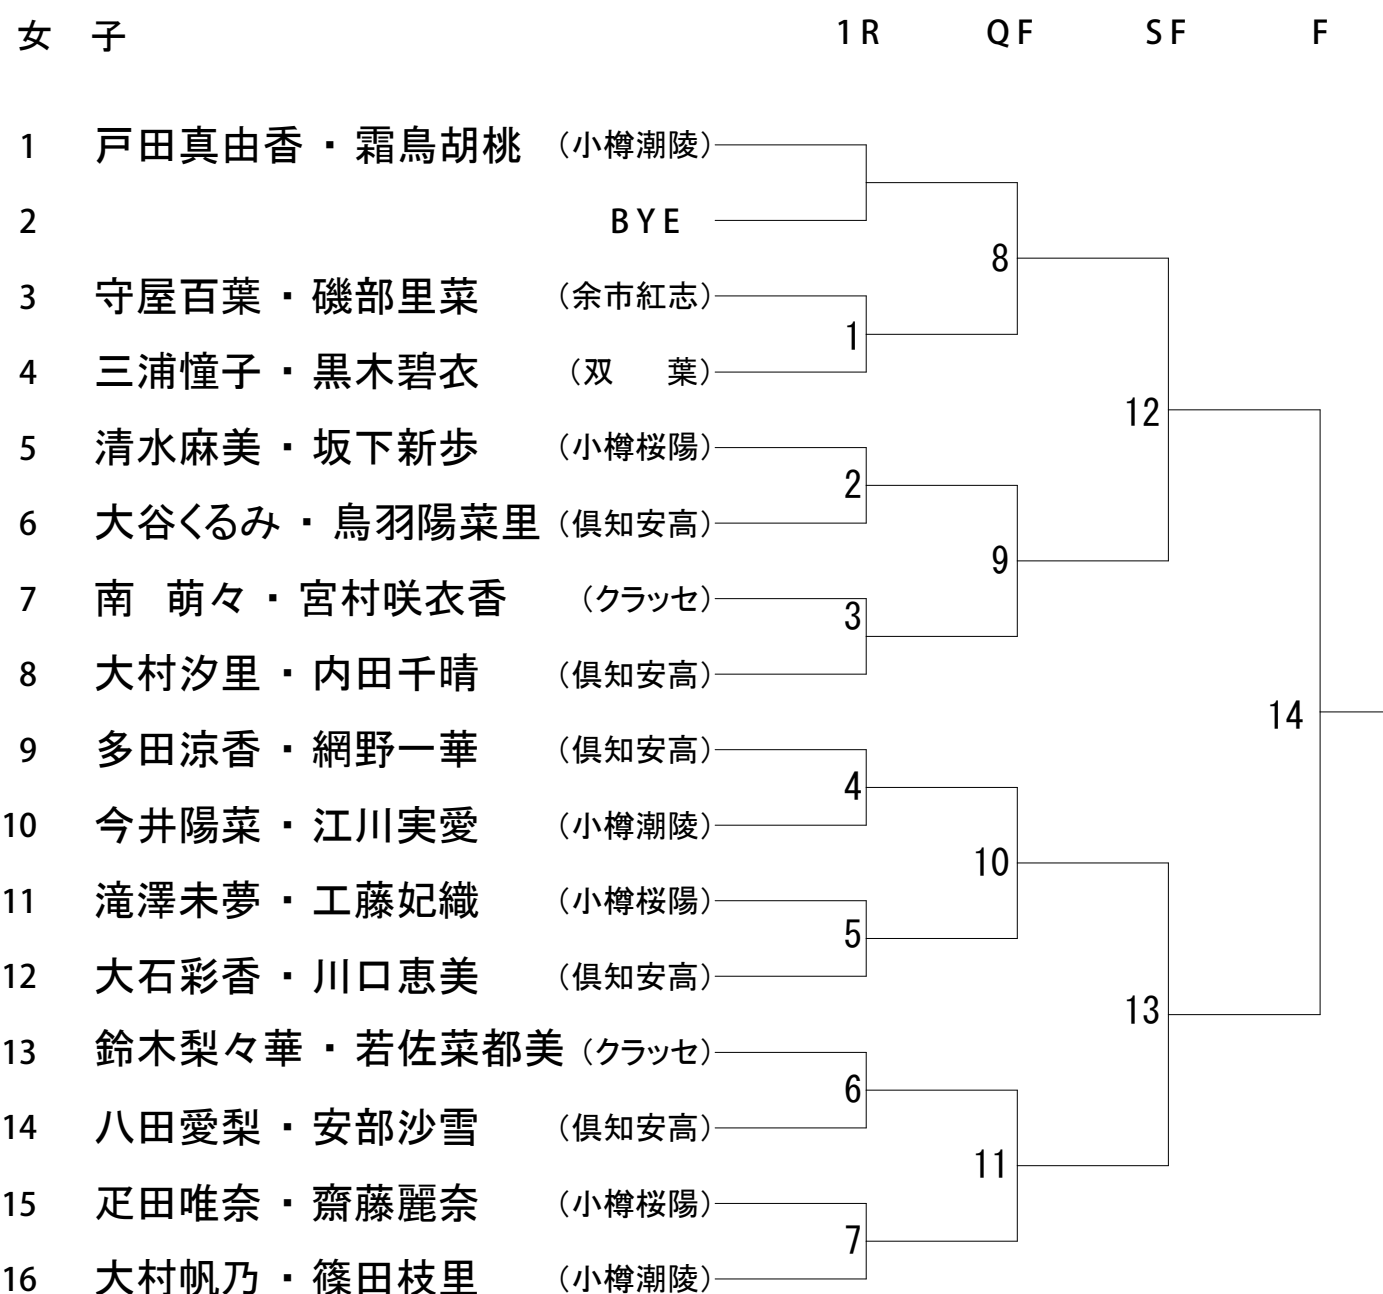 女 子 1R QF SF F
1 戸田真由香 ・ 霜鳥胡桃 (小樽潮陵)
2 BYE
8
3 守屋百葉 ・ 磯部里菜 (余市紅志)
1
4 三浦憧子 ・ 黒木碧衣 (双 葉)
12
5 清水麻美 ・ 坂下新歩 (小樽桜陽)
2
6 大谷くるみ ・ 鳥羽陽菜里 (倶知安高)
9
7 南 萌々 ・ 宮村咲衣香 (クラッセ)
3
8 大村汐里 ・ 内田千晴 (倶知安高)
14
9 多田涼香 ・ 網野一華 (倶知安高)
4
10 今井陽菜 ・ 江川実愛 (小樽潮陵)
10
11 滝澤未夢 ・ 工藤妃織 (小樽桜陽)
5
12 大石彩香 ・ 川口恵美 (倶知安高)
13
13 鈴木梨々華 ・ 若佐菜都美 (クラッセ)
6
14 八田愛梨 ・ 安部沙雪 (倶知安高)
11
15 疋田唯奈 ・ 齋藤麗奈 (小樽桜陽)
7
16 大村帆乃 ・ 篠田枝里 (小樽潮陵)